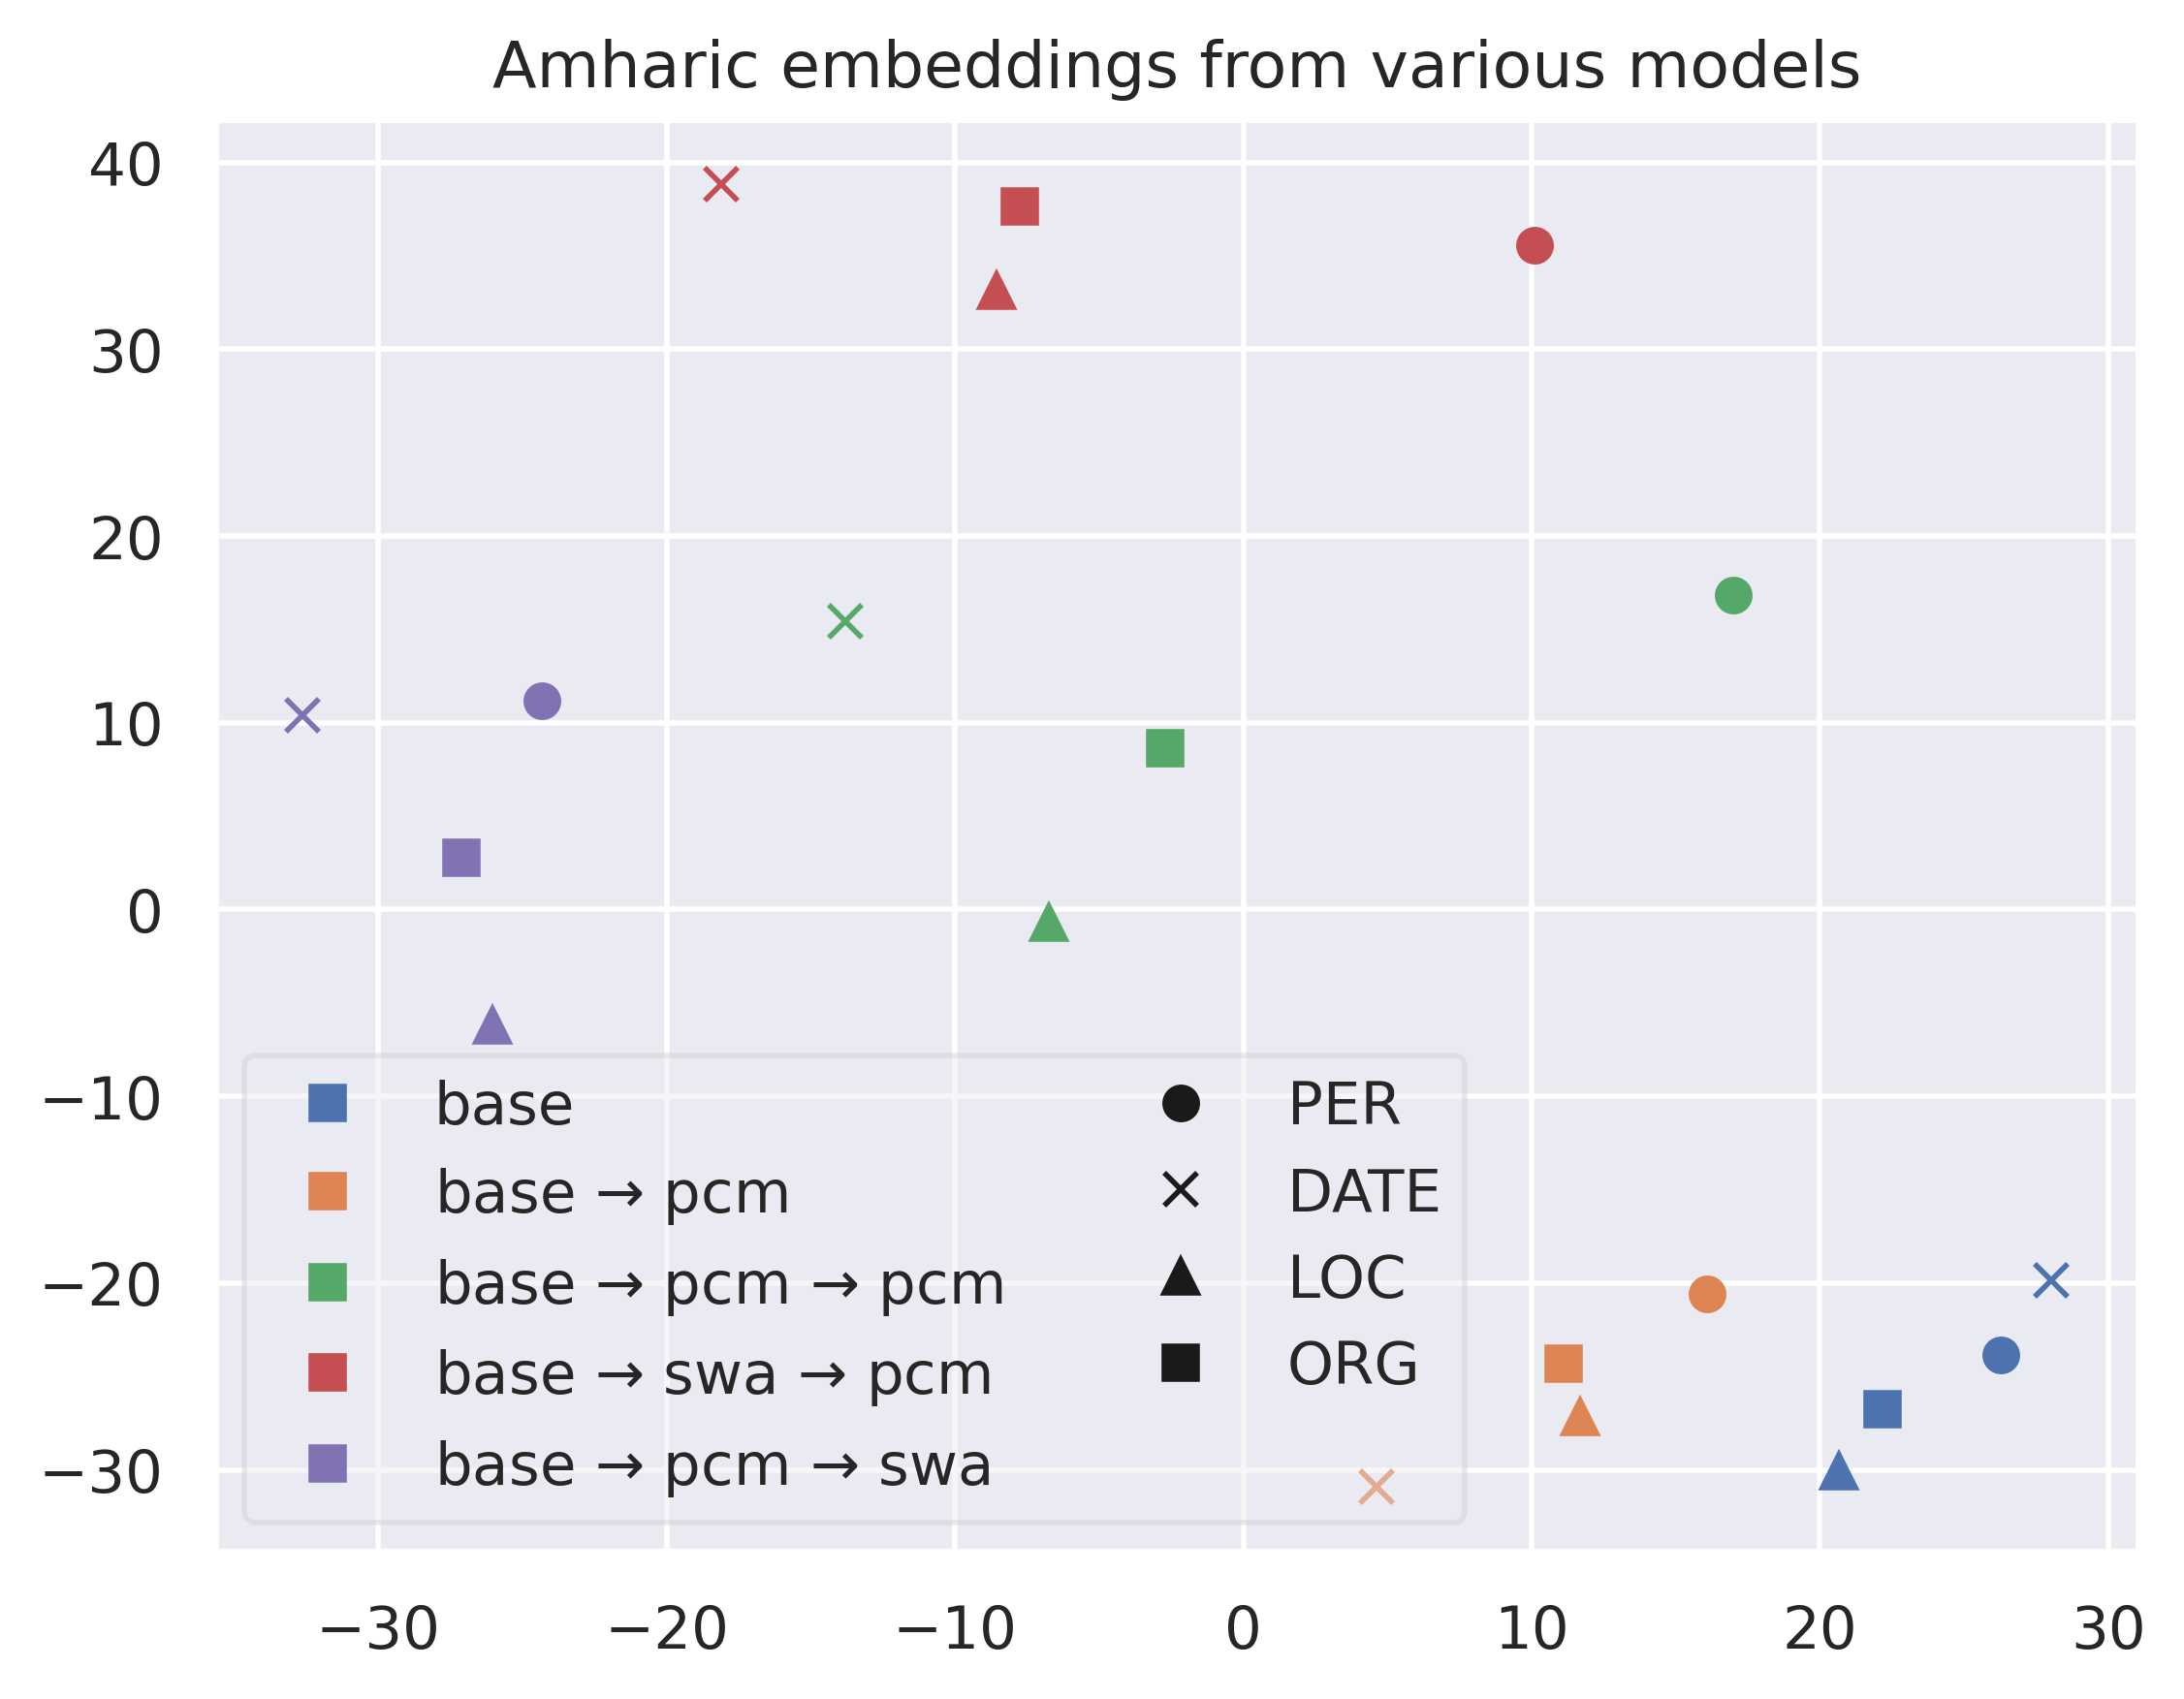 Amharic embeddings from various models
40
30
20
10
0
−10
−20
−30
base
base → pcm
base → pcm → pcm
base → swa → pcm
base → pcm → swa
PER
DATE
LOC
ORG
−30 −20 −10 0 10 20 30